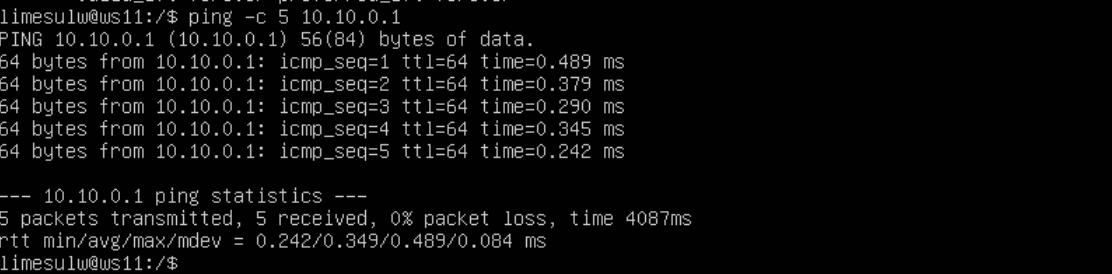 limesulw@ws11:/$ ping -c 5 10.10.0.1
PING 10.10.0.1 (10.10.0.1) 56(84) bytes of data.
64 bytes from 10.10.0.1: icmp_seq=1 ttl=64 time=0.489 ms
64 bytes from 10.10.0.1: icmp_seq=2 ttl=64 time=0.379 ms
64 bytes from 10.10.0.1: icmp_seq=3 ttl=64 time=0.290 ms
64 bytes from 10.10.0.1: icmp_seq=4 ttl=64 time=0.345 ms
64 bytes from 10.10.0.1: icmp_seq=5 ttl=64 time=0.242 ms
--- 10.10.0.1 ping statistics ---
5 packets transmitted, 5 received, 0% packet loss, time 4087ms
rtt min/avg/max/mdev = 0.242/0.349/0.489/0.084 ms
limesulw@ws11:/$